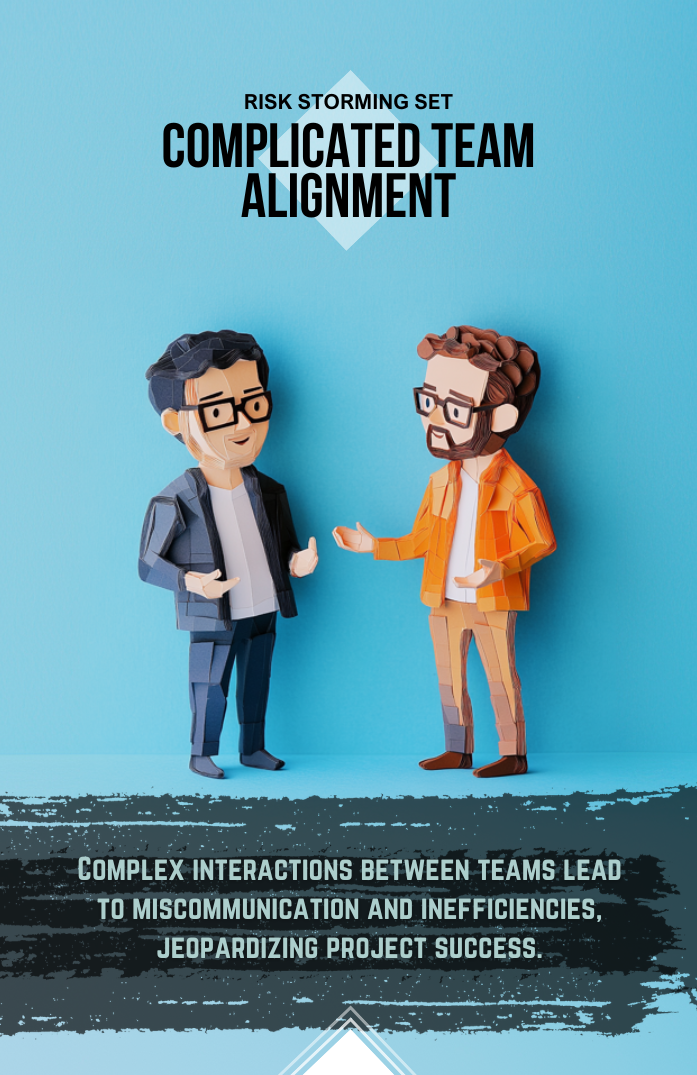 RISK STORMING SET
COMPLICATED TEAM
ALIGNMENT
Complex interactions between teams lead
to miscommunication and inefficiencies,
jeopardizing project success.